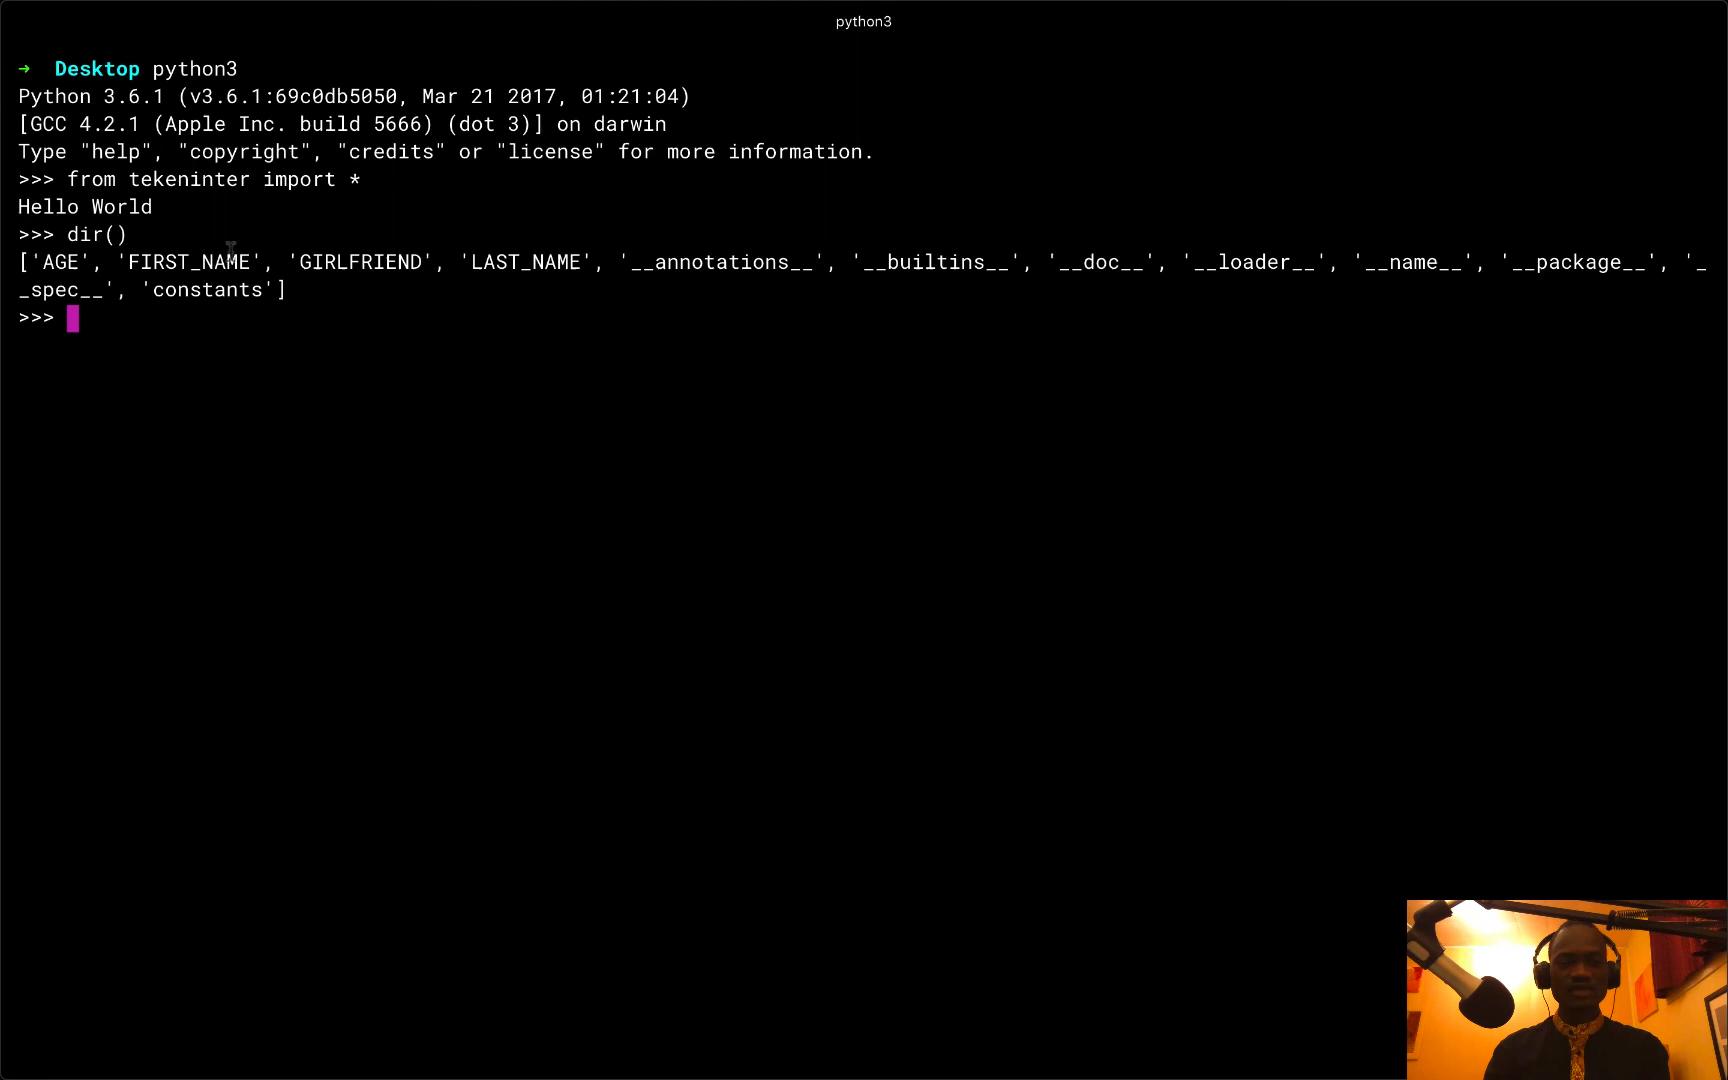 python3
→ Desktop python3
Python 3.6.1 (v3.6.1:69c0db5050, Mar 21 2017, 01:21:04)
[GCC 4.2.1 (Apple Inc. build 5666) (dot 3)] on darwin
Type "help", "copyright", "credits" or "license" for more information.
>>> from tekeninter import *
Hello World
>>> dir()
['AGE', 'FIRST_NAME', 'GIRLFRIEND', 'LAST_NAME', '__annotations__', '__builtins__', '__doc__', '__loader__', '__name__', '__package__', '_
_spec__', 'constants']
>>>